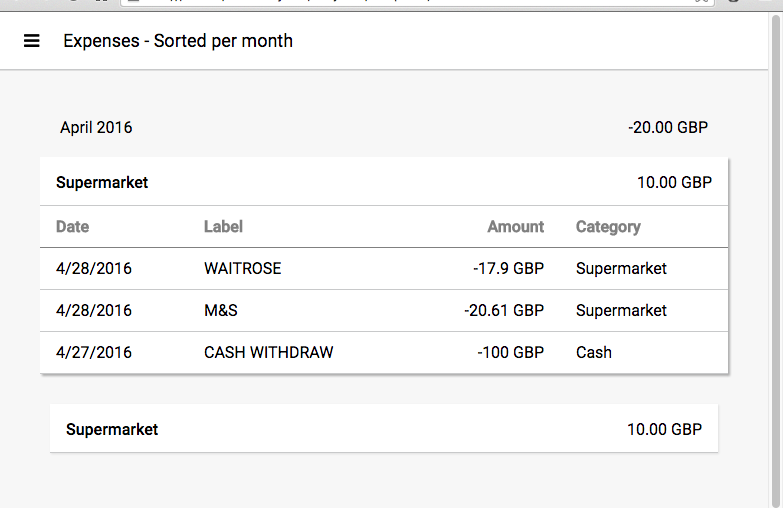 Expenses - Sorted per month
April 2016 -20.00 GBP
Supermarket 10.00 GBP
Date Label Amount Category
4/28/2016 WAITROSE -17.9 GBP Supermarket
4/28/2016 M&S -20.61 GBP Supermarket
4/27/2016 CASH WITHDRAW -100 GBP Cash
Supermarket 10.00 GBP